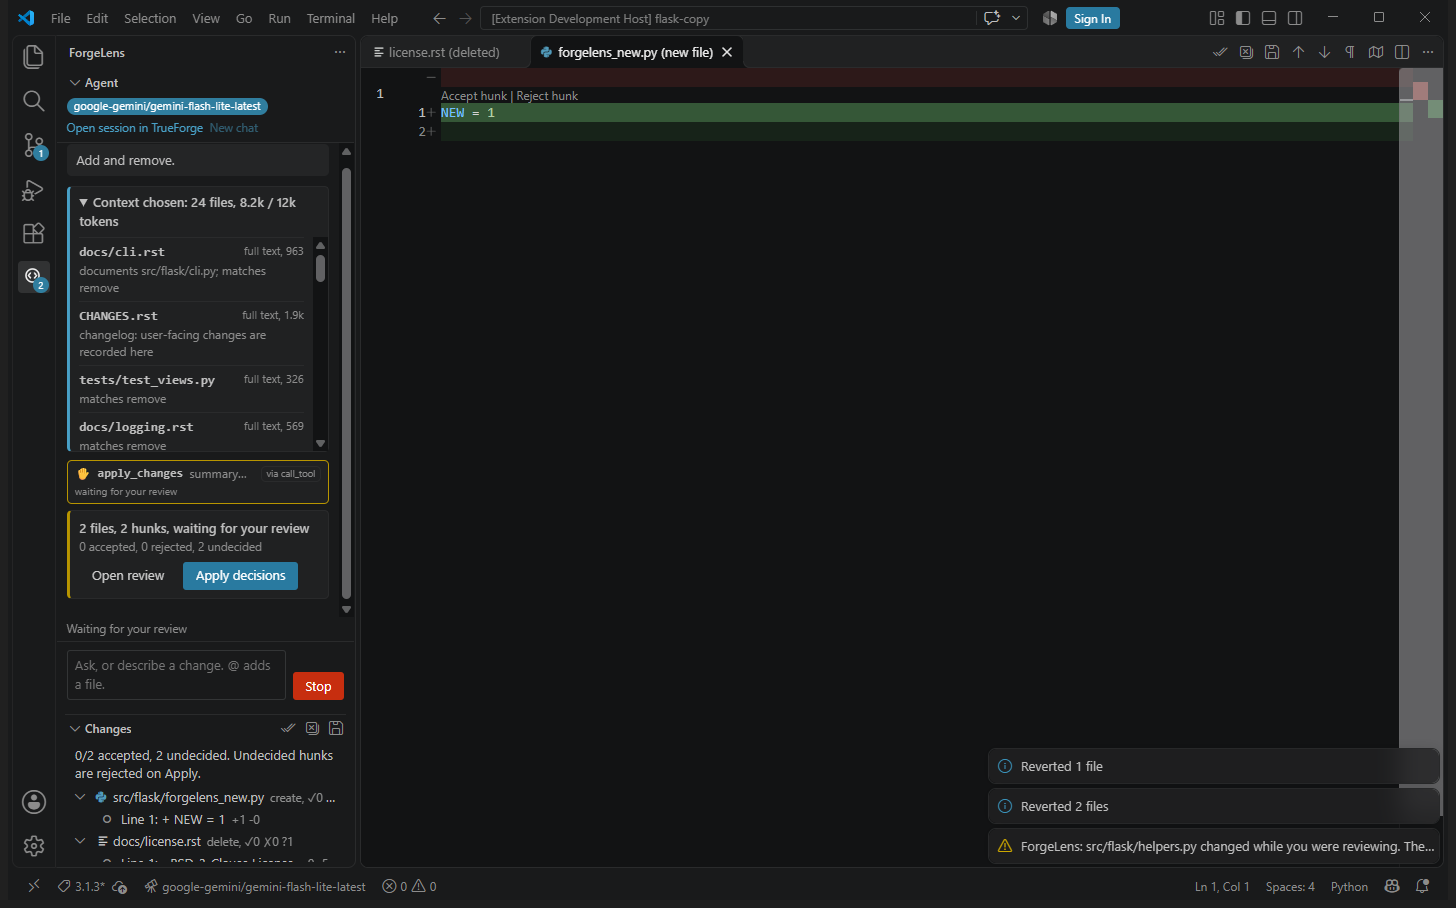 File Edit Selection View Go Run Terminal Help
[Extension Development Host] flask-copy
Sign In
ForgeLens
Agent
google-gemini/gemini-flash-lite-latest
Open session in TrueForge New chat
Add and remove.
Context chosen: 24 files, 8.2k / 12k
tokens
docs/cli.rst full text, 963
documents src/flask/cli.py; matches
remove
CHANGES.rst full text, 1.9k
changelog: user-facing changes are
recorded here
tests/test_views.py full text, 326
matches remove
docs/logging.rst full text, 569
matches remove
apply_changes summary... via call_tool
waiting for your review
2 files, 2 hunks, waiting for your review
0 accepted, 0 rejected, 2 undecided
Open review Apply decisions
Waiting for your review
Ask, or describe a change. @ adds
a file.
Stop
Changes
0/2 accepted, 2 undecided. Undecided hunks
are rejected on Apply.
src/flask/forgelens_new.py create, ✓0 ...
Line 1: + NEW = 1 +1 -0
docs/license.rst delete, ✓0 ✗0 ?1
1
2
license.rst (deleted)
forgelens_new.py (new file)
1
Accept hunk | Reject hunk
1+ NEW = 1
2+
Reverted 1 file
Reverted 2 files
ForgeLens: src/flask/helpers.py changed while you were reviewing. The...
3.1.3* google-gemini/gemini-flash-lite-latest 0 0
Ln 1, Col 1 Spaces: 4 Python